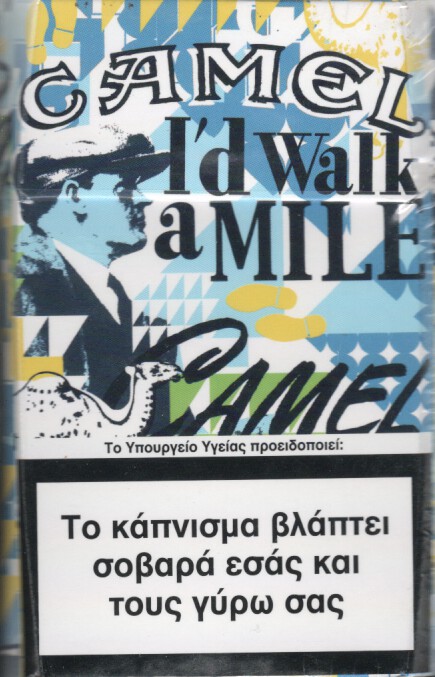 CAMEL
I'd Walk
a MILE
CAMEL
Το Υπουργείο Υγείας προειδοποιεί:
Το κάπνισμα βλάπτει
σοβαρά εσάς και
τους γύρω σας